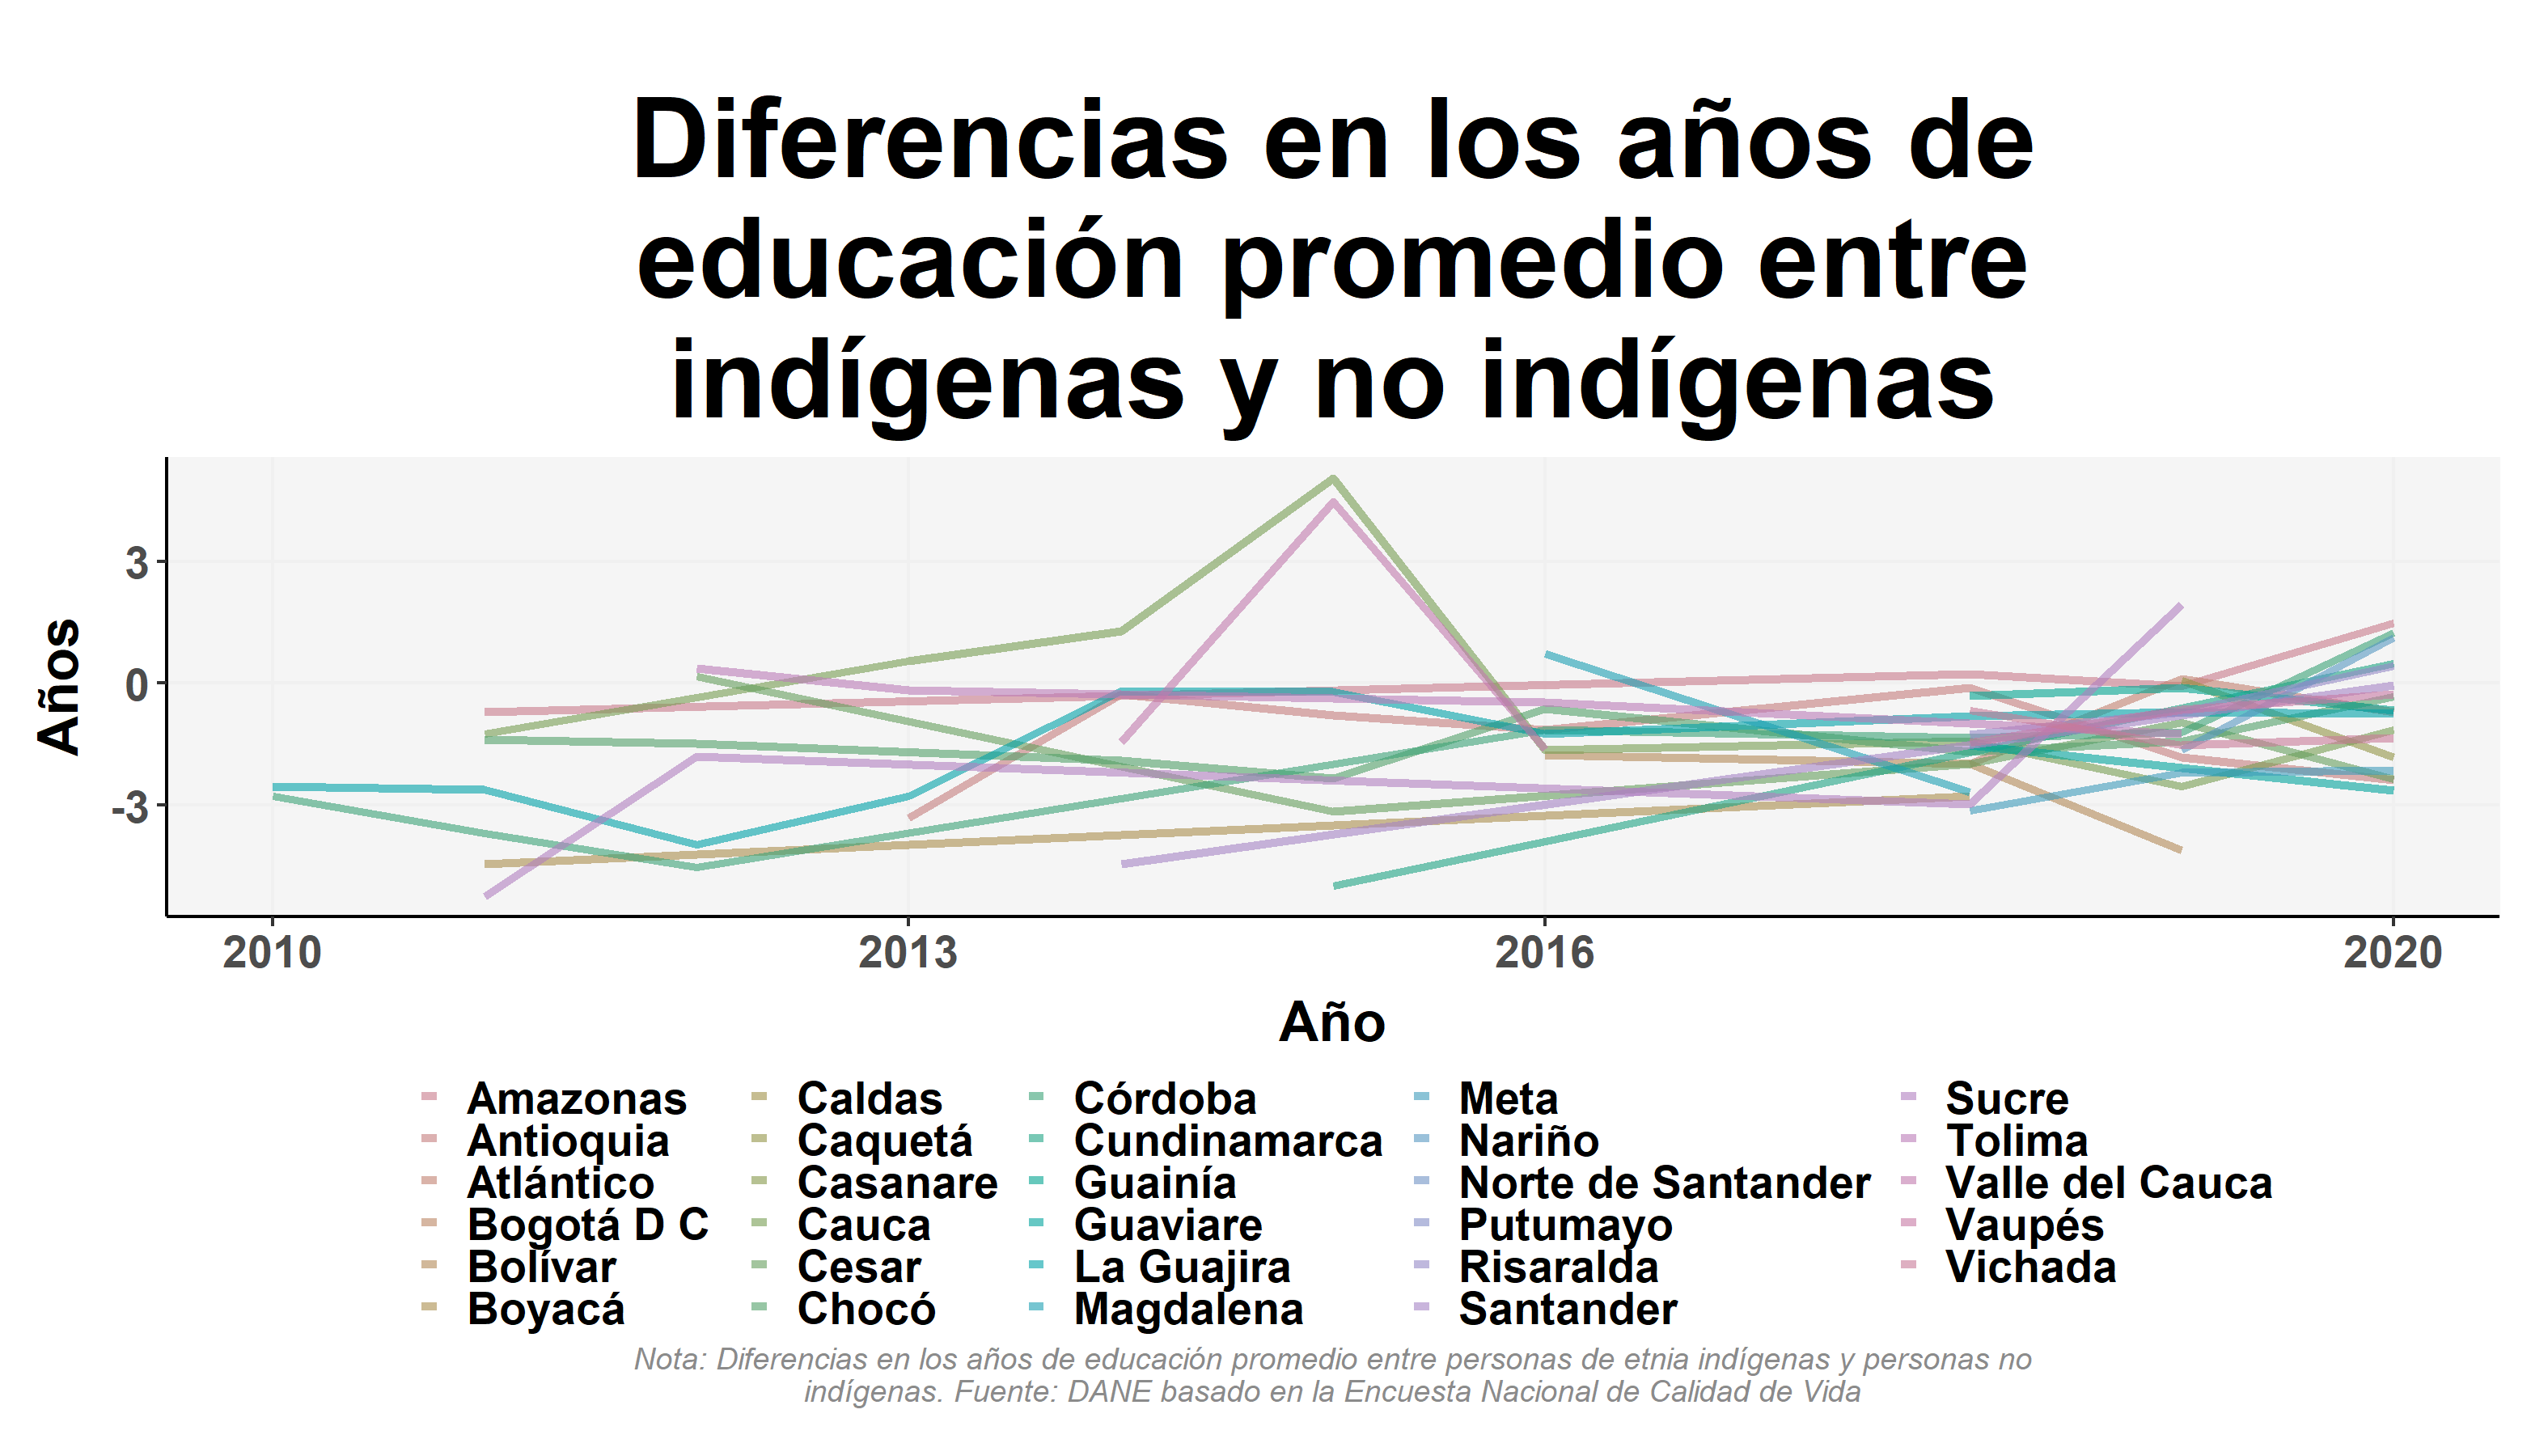 Diferencias en los años de
educación promedio entre
indígenas y no indígenas
Años
3
0
-3
2010 2013 2016 2020
Año
Amazonas
Antioquia
Atlántico
Bogotá D C
Bolívar
Boyacá
Caldas
Caquetá
Casanare
Cauca
Cesar
Chocó
Córdoba
Cundinamarca
Guainía
Guaviare
La Guajira
Magdalena
Meta
Nariño
Norte de Santander
Putumayo
Risaralda
Santander
Sucre
Tolima
Valle del Cauca
Vaupés
Vichada
Nota: Diferencias en los años de educación promedio entre personas de etnia indígenas y personas no
indígenas. Fuente: DANE basado en la Encuesta Nacional de Calidad de Vida